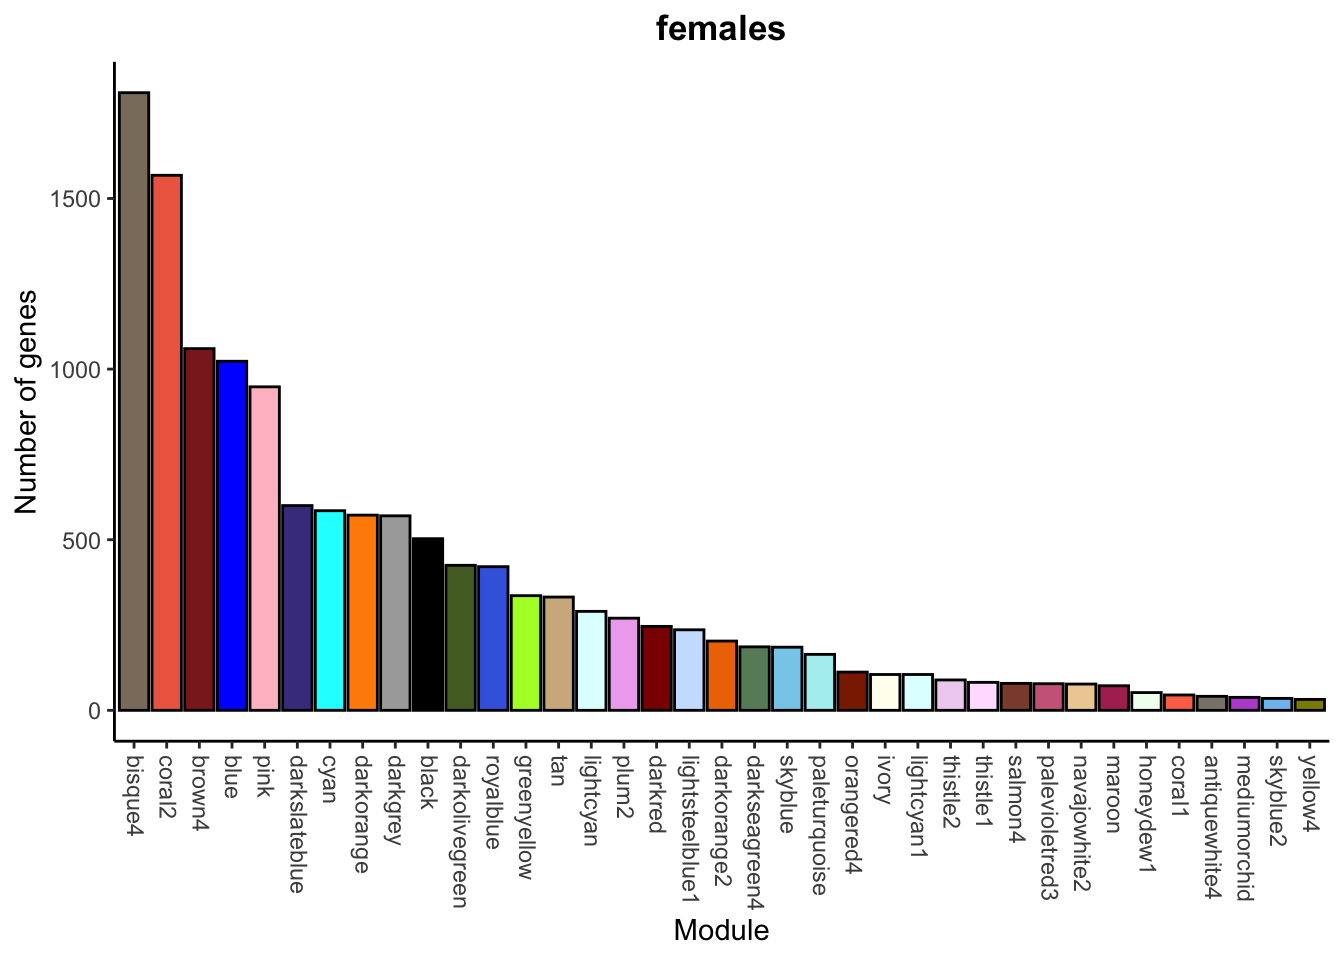 females
Number of genes
1500
1000
500
0
bisque4
coral2
brown4
blue
pink
darkslateblue
cyan
darkorange
darkgrey
black
darkolivegreen
royalblue
greenyellow
tan
lightcyan
plum2
darkred
lightsteelblue1
darkorange2
darkseagreen4
skyblue
paleturquoise
orangered4
ivory
lightcyan1
thistle2
thistle1
salmon4
palevioletred3
navajowhite2
maroon
honeydew1
coral1
antiquewhite4
mediumorchid
skyblue2
yellow4
Module